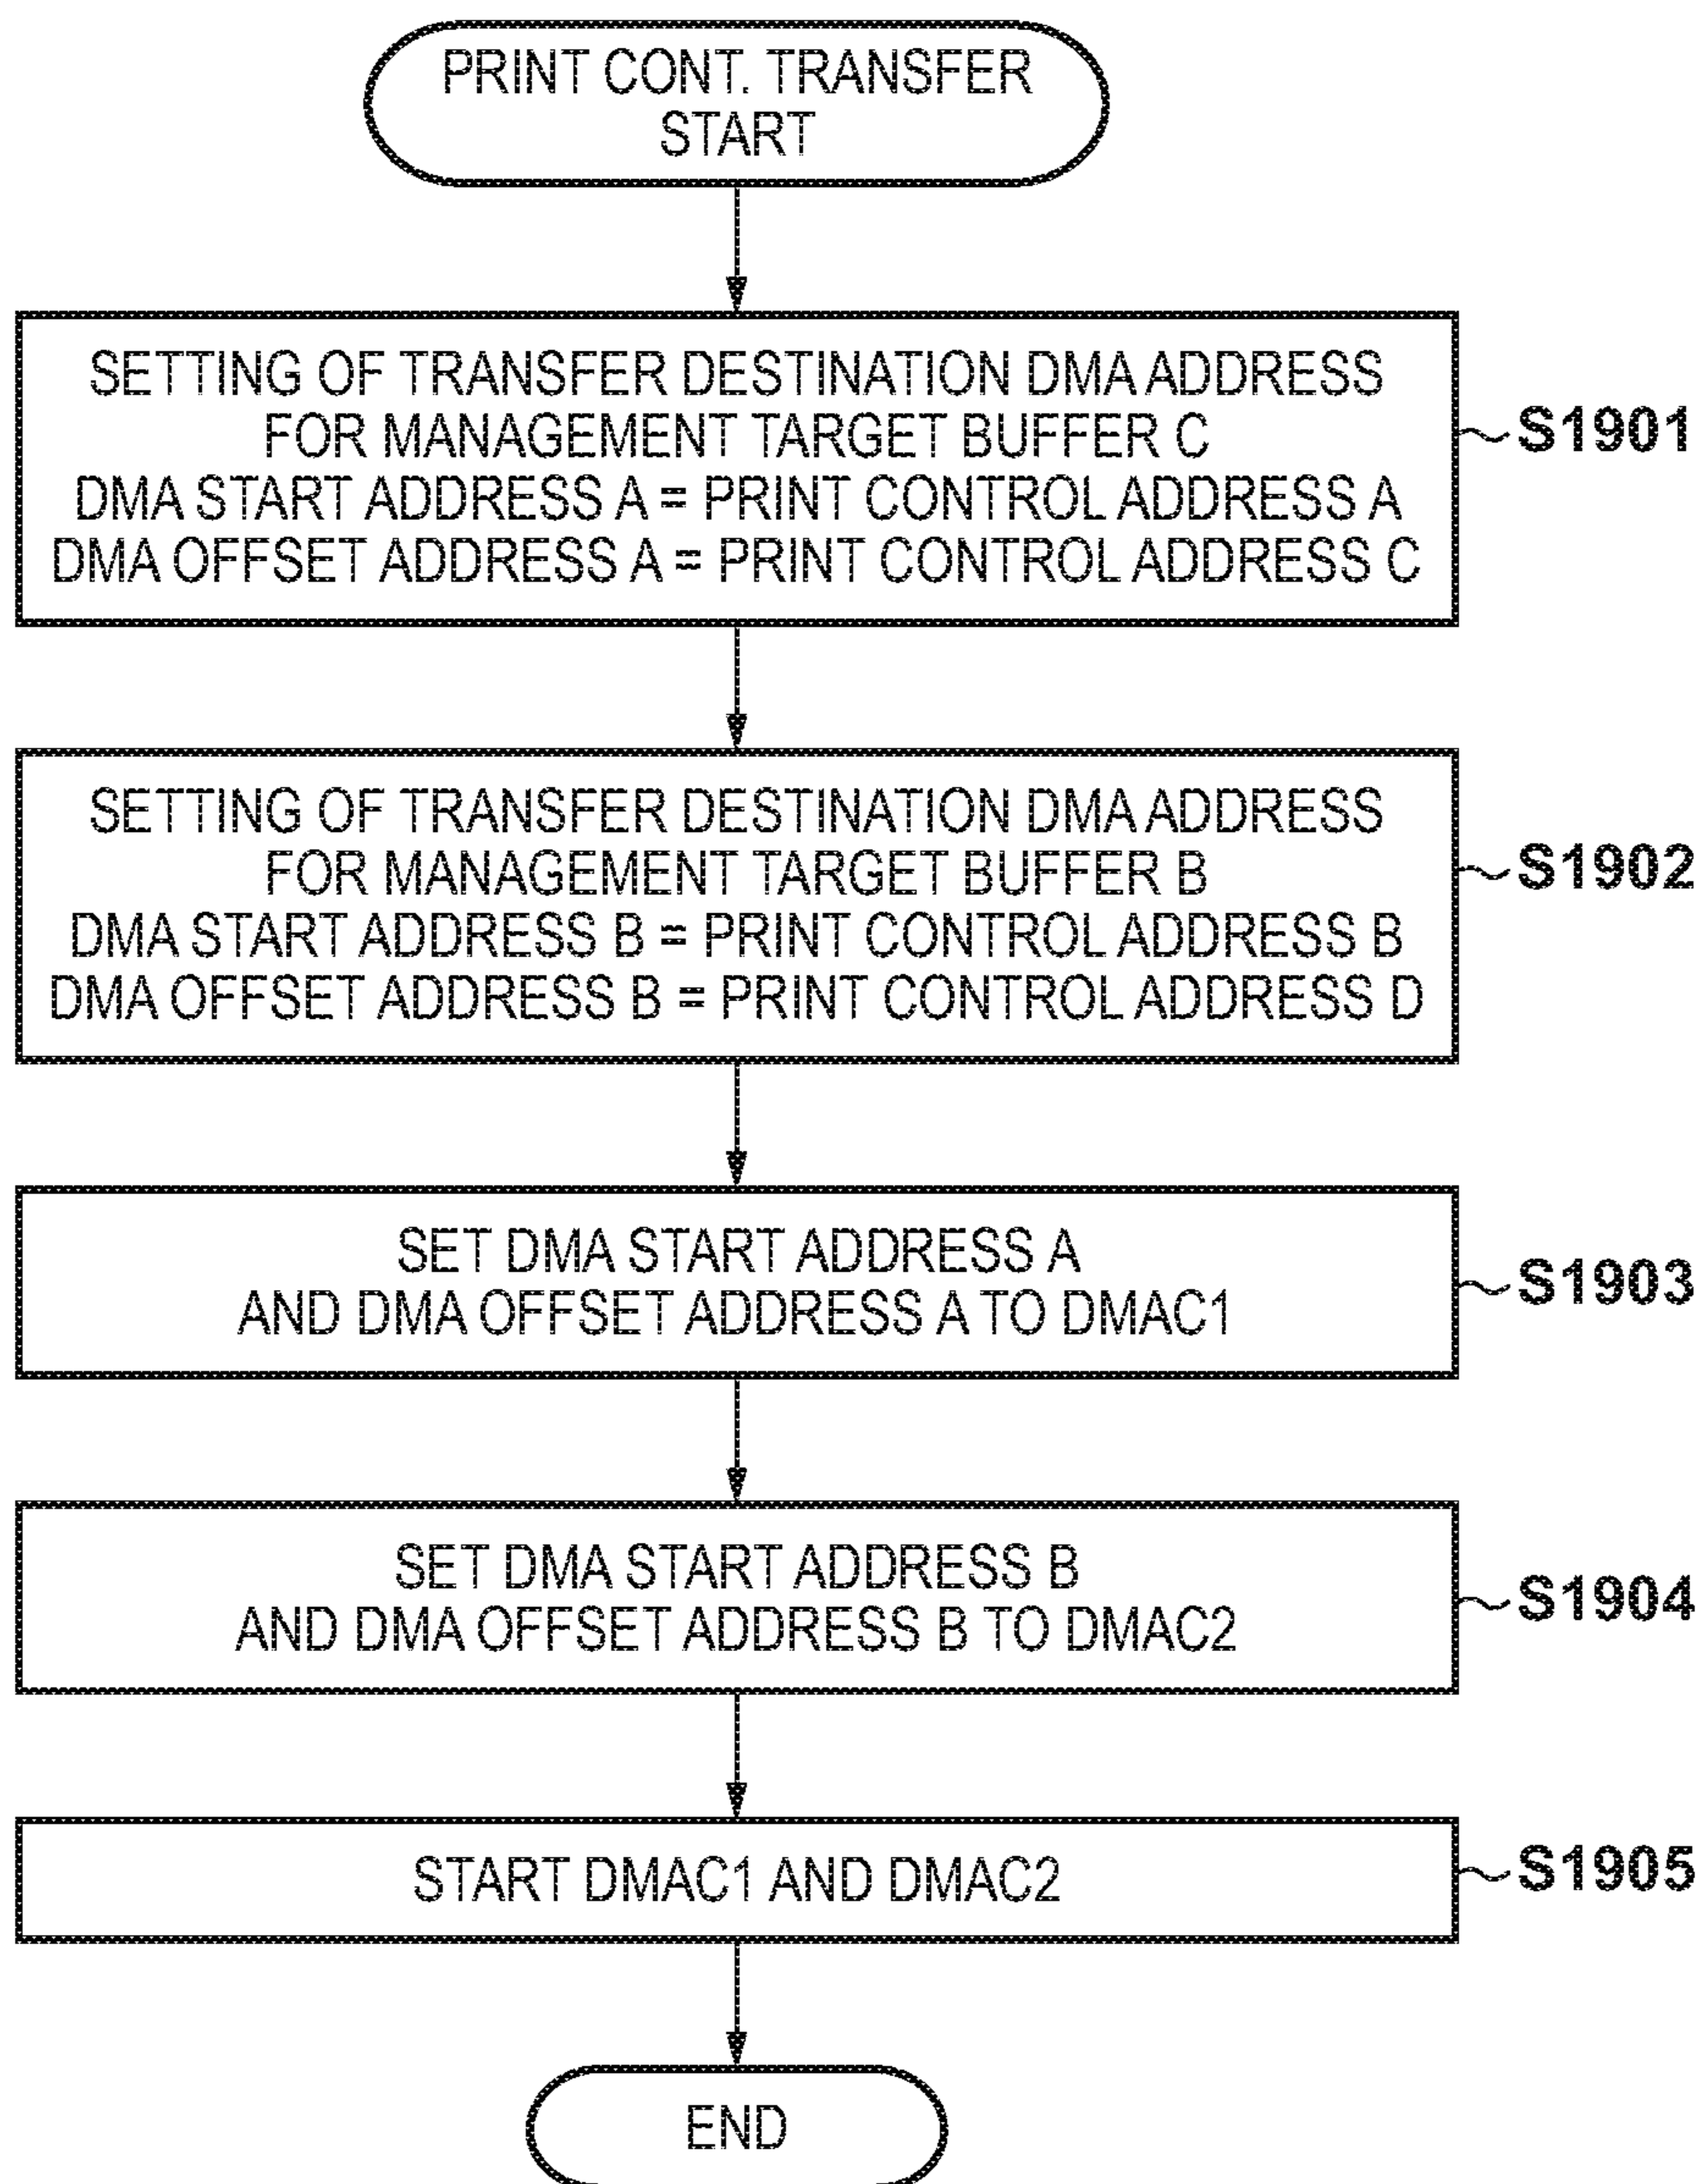 PRINT CONT. TRANSFER
START
SETTING OF TRANSFER DESTINATION DMA ADDRESS
FOR MANAGEMENT TARGET BUFFER C
DMA START ADDRESS A = PRINT CONTROL ADDRESS A
DMA OFFSET ADDRESS A = PRINT CONTROL ADDRESS C
S1901
SETTING OF TRANSFER DESTINATION DMA ADDRESS
FOR MANAGEMENT TARGET BUFFER B
DMA START ADDRESS B = PRINT CONTROL ADDRESS B
DMA OFFSET ADDRESS B = PRINT CONTROL ADDRESS D
S1902
SET DMA START ADDRESS A
AND DMA OFFSET ADDRESS A TO DMAC1
S1903
SET DMA START ADDRESS B
AND DMA OFFSET ADDRESS B TO DMAC2
S1904
START DMAC1 AND DMAC2
S1905
END